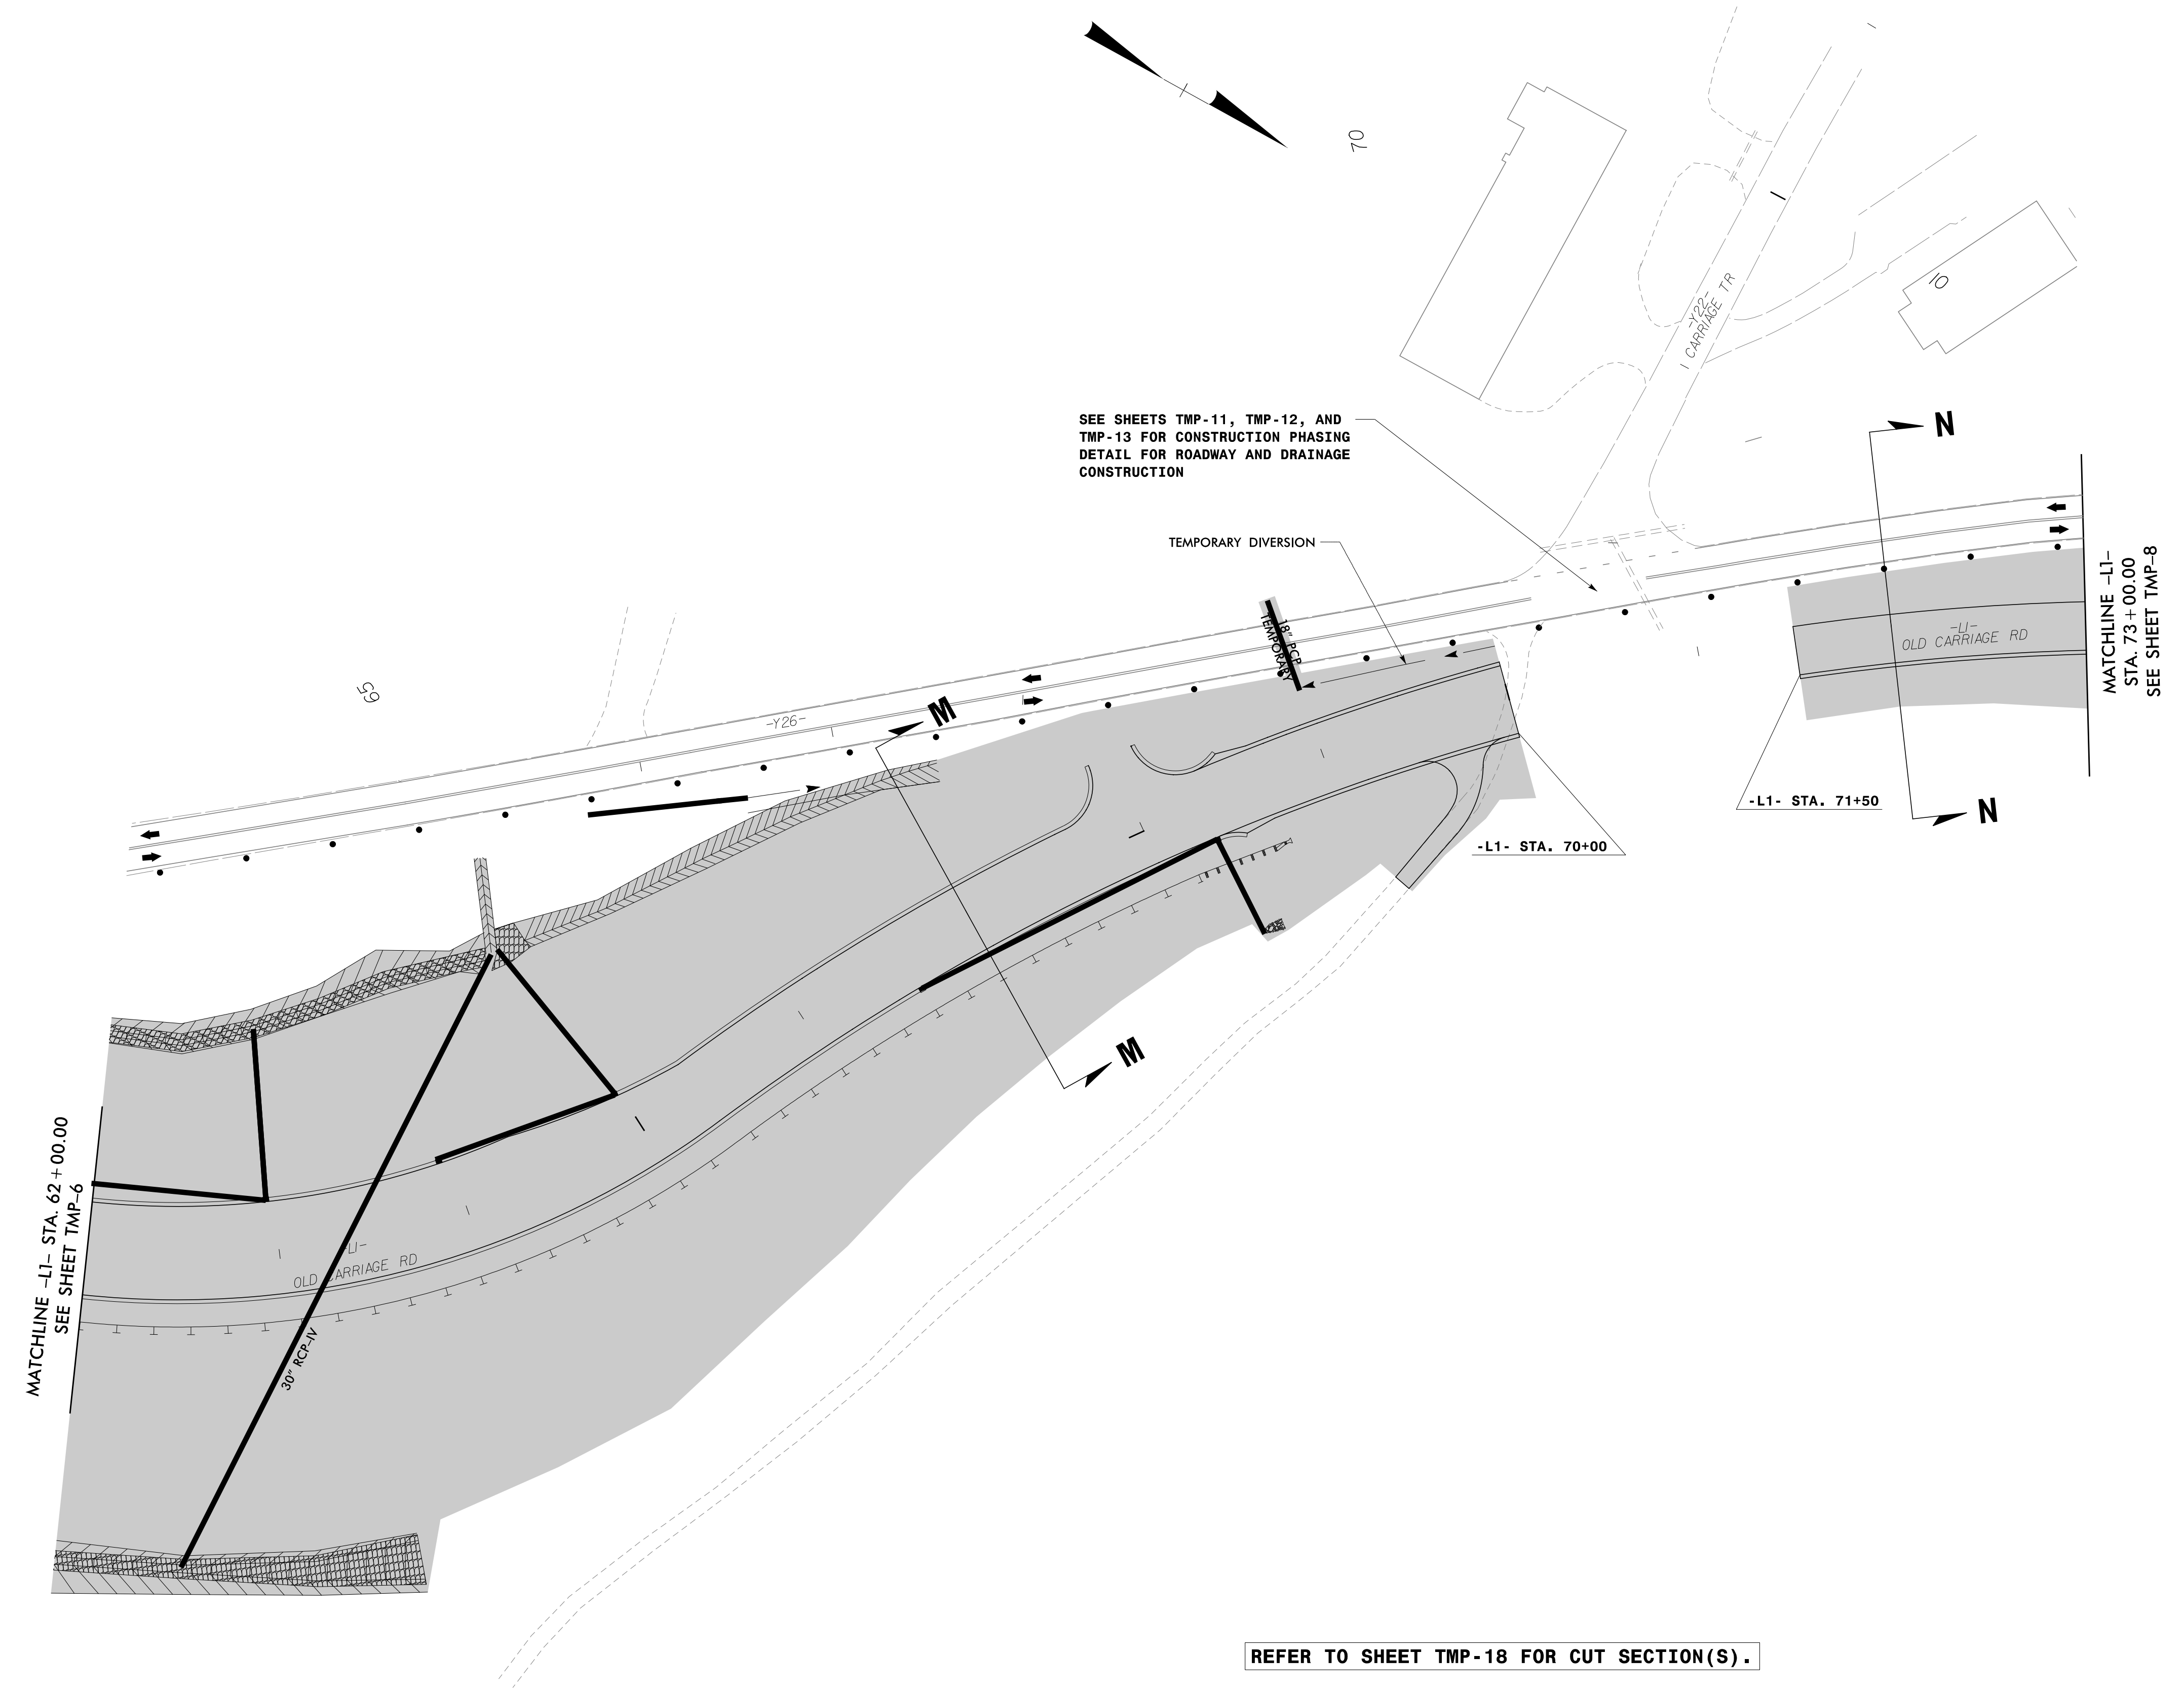 70
10
-Y22-
CARRIAGE TR
SEE SHEETS TMP-11, TMP-12, AND
TMP-13 FOR CONSTRUCTION PHASING
DETAIL FOR ROADWAY AND DRAINAGE
CONSTRUCTION
N
TEMPORARY DIVERSION
MATCHLINE -L1-
STA. 73+00.00
SEE SHEET TMP-8
18" PCP
TEMPORARY
-L1-
OLD CARRIAGE RD
65
-Y26-
M
-L1- STA. 71+50
N
-L1- STA. 70+00
M
MATCHLINE -L1- STA. 62+00.00
SEE SHEET TMP-6
-L1-
OLD CARRIAGE RD
30" RCP-IV
REFER TO SHEET TMP-18 FOR CUT SECTION(S).